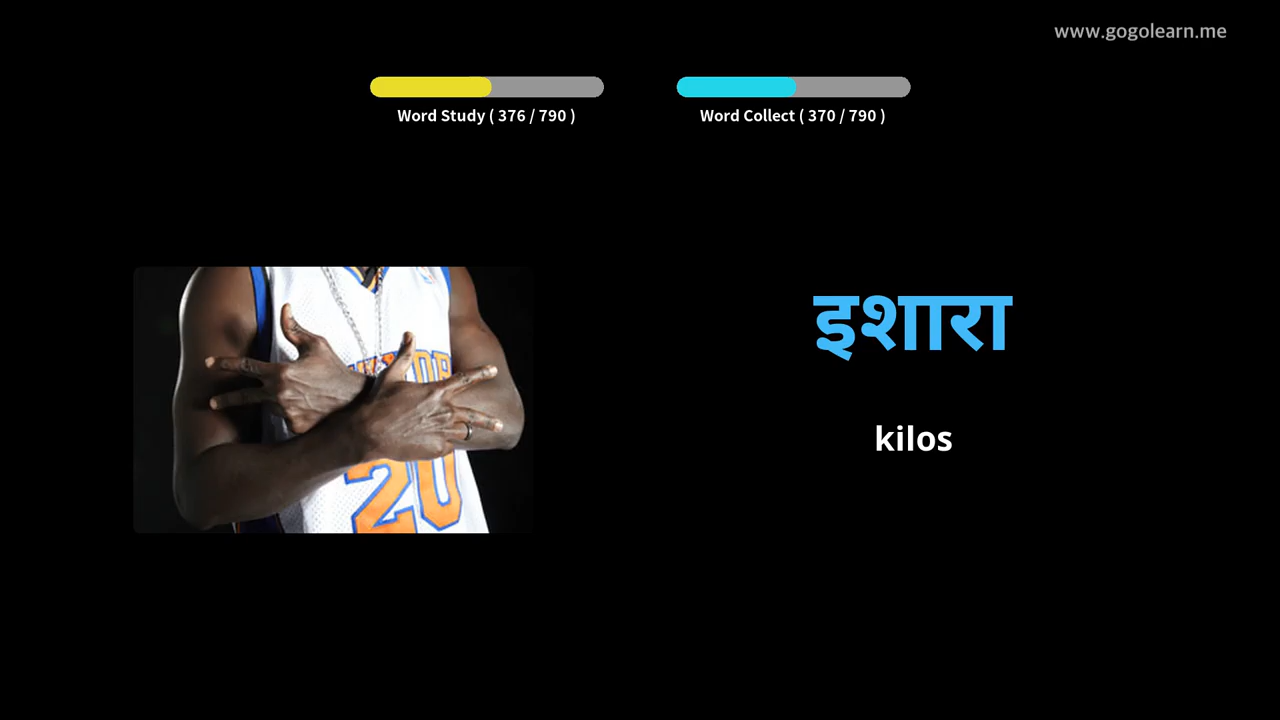 www.gogolearn.me
Word Study ( 376 / 790 )
Word Collect ( 370 / 790 )
इशारा
kilos
20